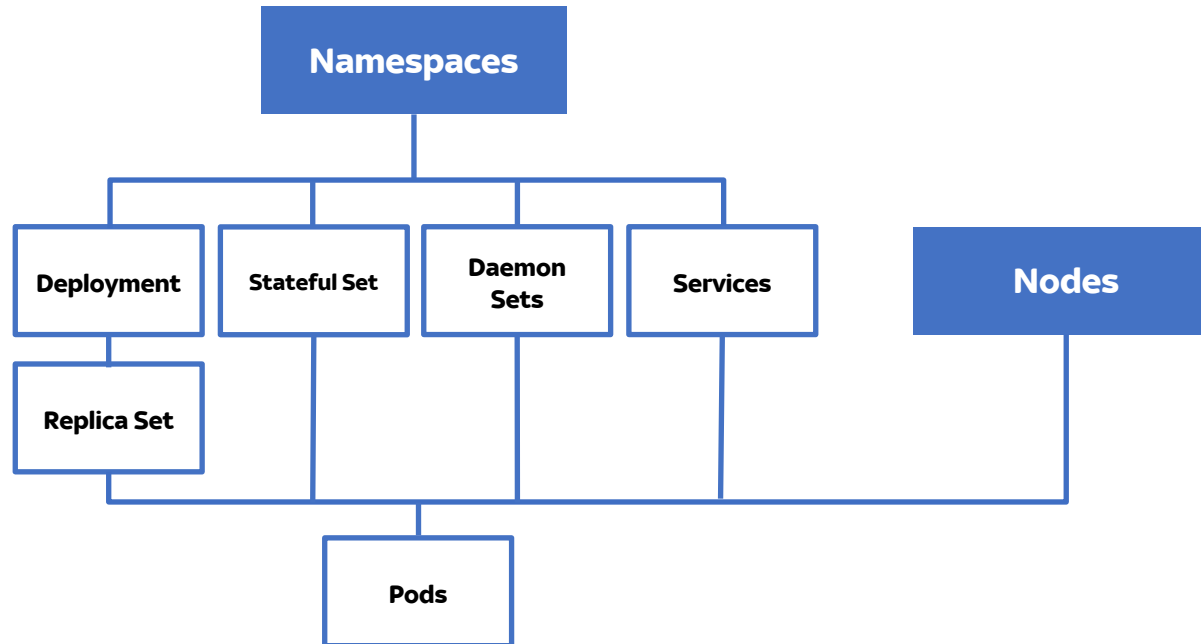 Namespaces
Deployment
Stateful Set
Daemon
Sets
Services
Nodes
Replica Set
Pods